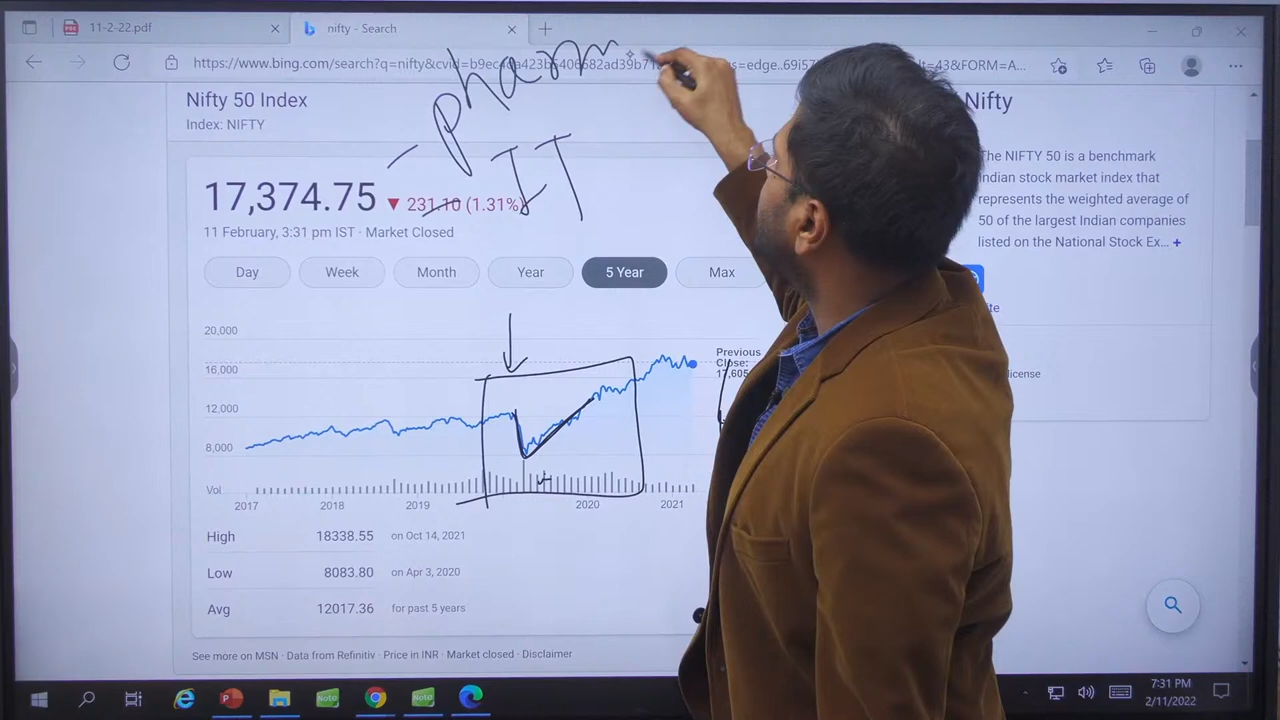 11-2-22.pdf
nifty - Search
Nifty 50 Index
Index: NIFTY
pharm
IT
17,374.75
▼ 231.10 (1.31%)
11 February, 3:31 pm IST · Market Closed
Day Week Month Year 5 Year Max
20,000
16,000
12,000
8,000
Vol
Previous
Close:
17,605
2017 2018 2019 2020 2021
High 18338.55 on Oct 14, 2021
Low 8083.80 on Apr 3, 2020
Avg 12017.36 for past 5 years
See more on MSN · Data from Refinitiv · Price in INR · Market closed · Disclaimer
Nifty
The NIFTY 50 is a benchmark
Indian stock market index that
represents the weighted average of
50 of the largest Indian companies
listed on the National Stock Ex... +
license
7:31 PM
2/11/2022